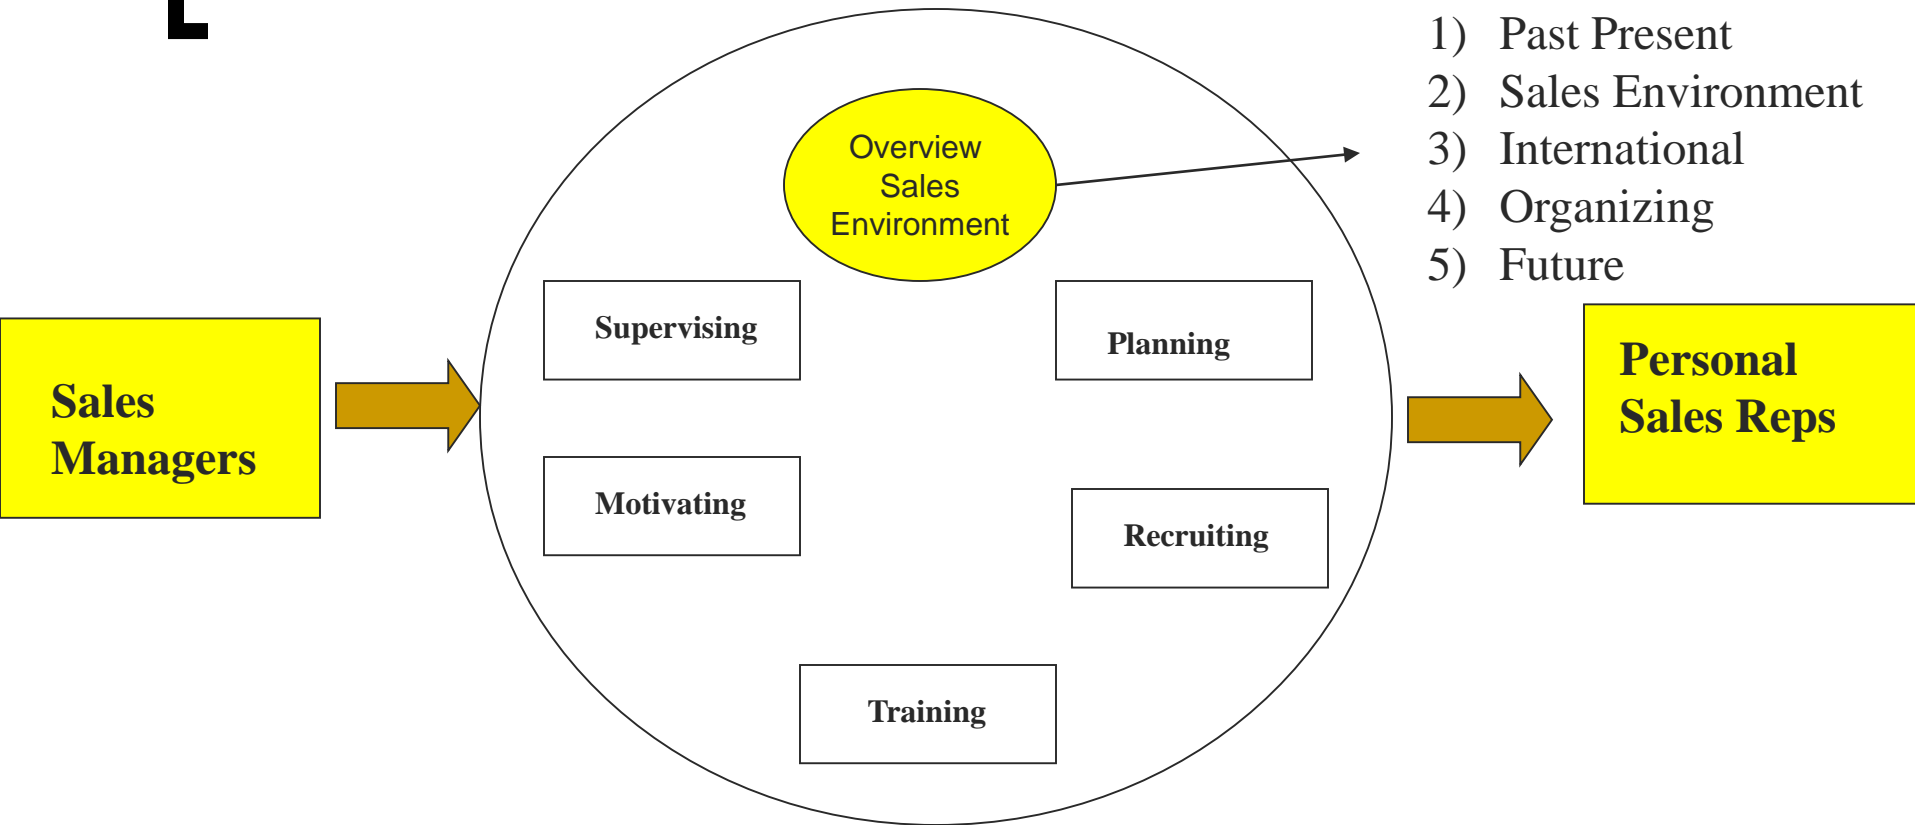 1) Past Present
2) Sales Environment
3) International
4) Organizing
5) Future
Overview
Sales
Environment
Supervising
Planning
Sales
Managers
Personal
Sales Reps
Motivating
Recruiting
Training